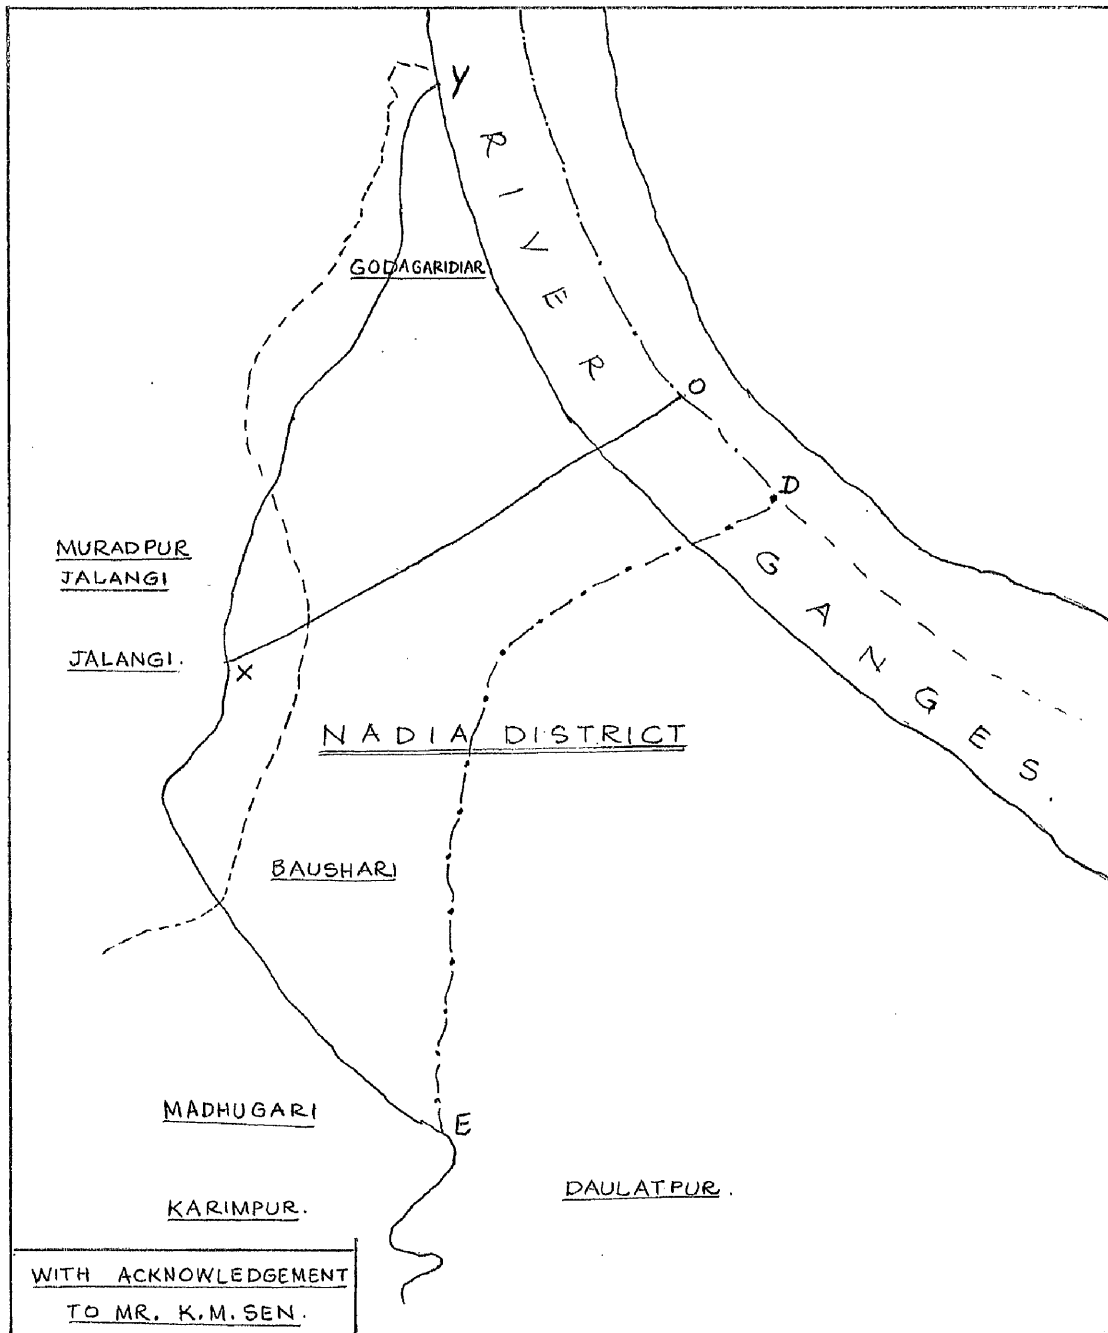 Y
RIVER
GODAGARIDIAR
O
D
MURADPUR
JALANGI
GANGES.
JALANGI.
X
NADIA DISTRICT
BAUSHARI
MADHUGARI
E
DAULATPUR.
KARIMPUR.
WITH ACKNOWLEDGEMENT
TO MR. K.M. SEN.